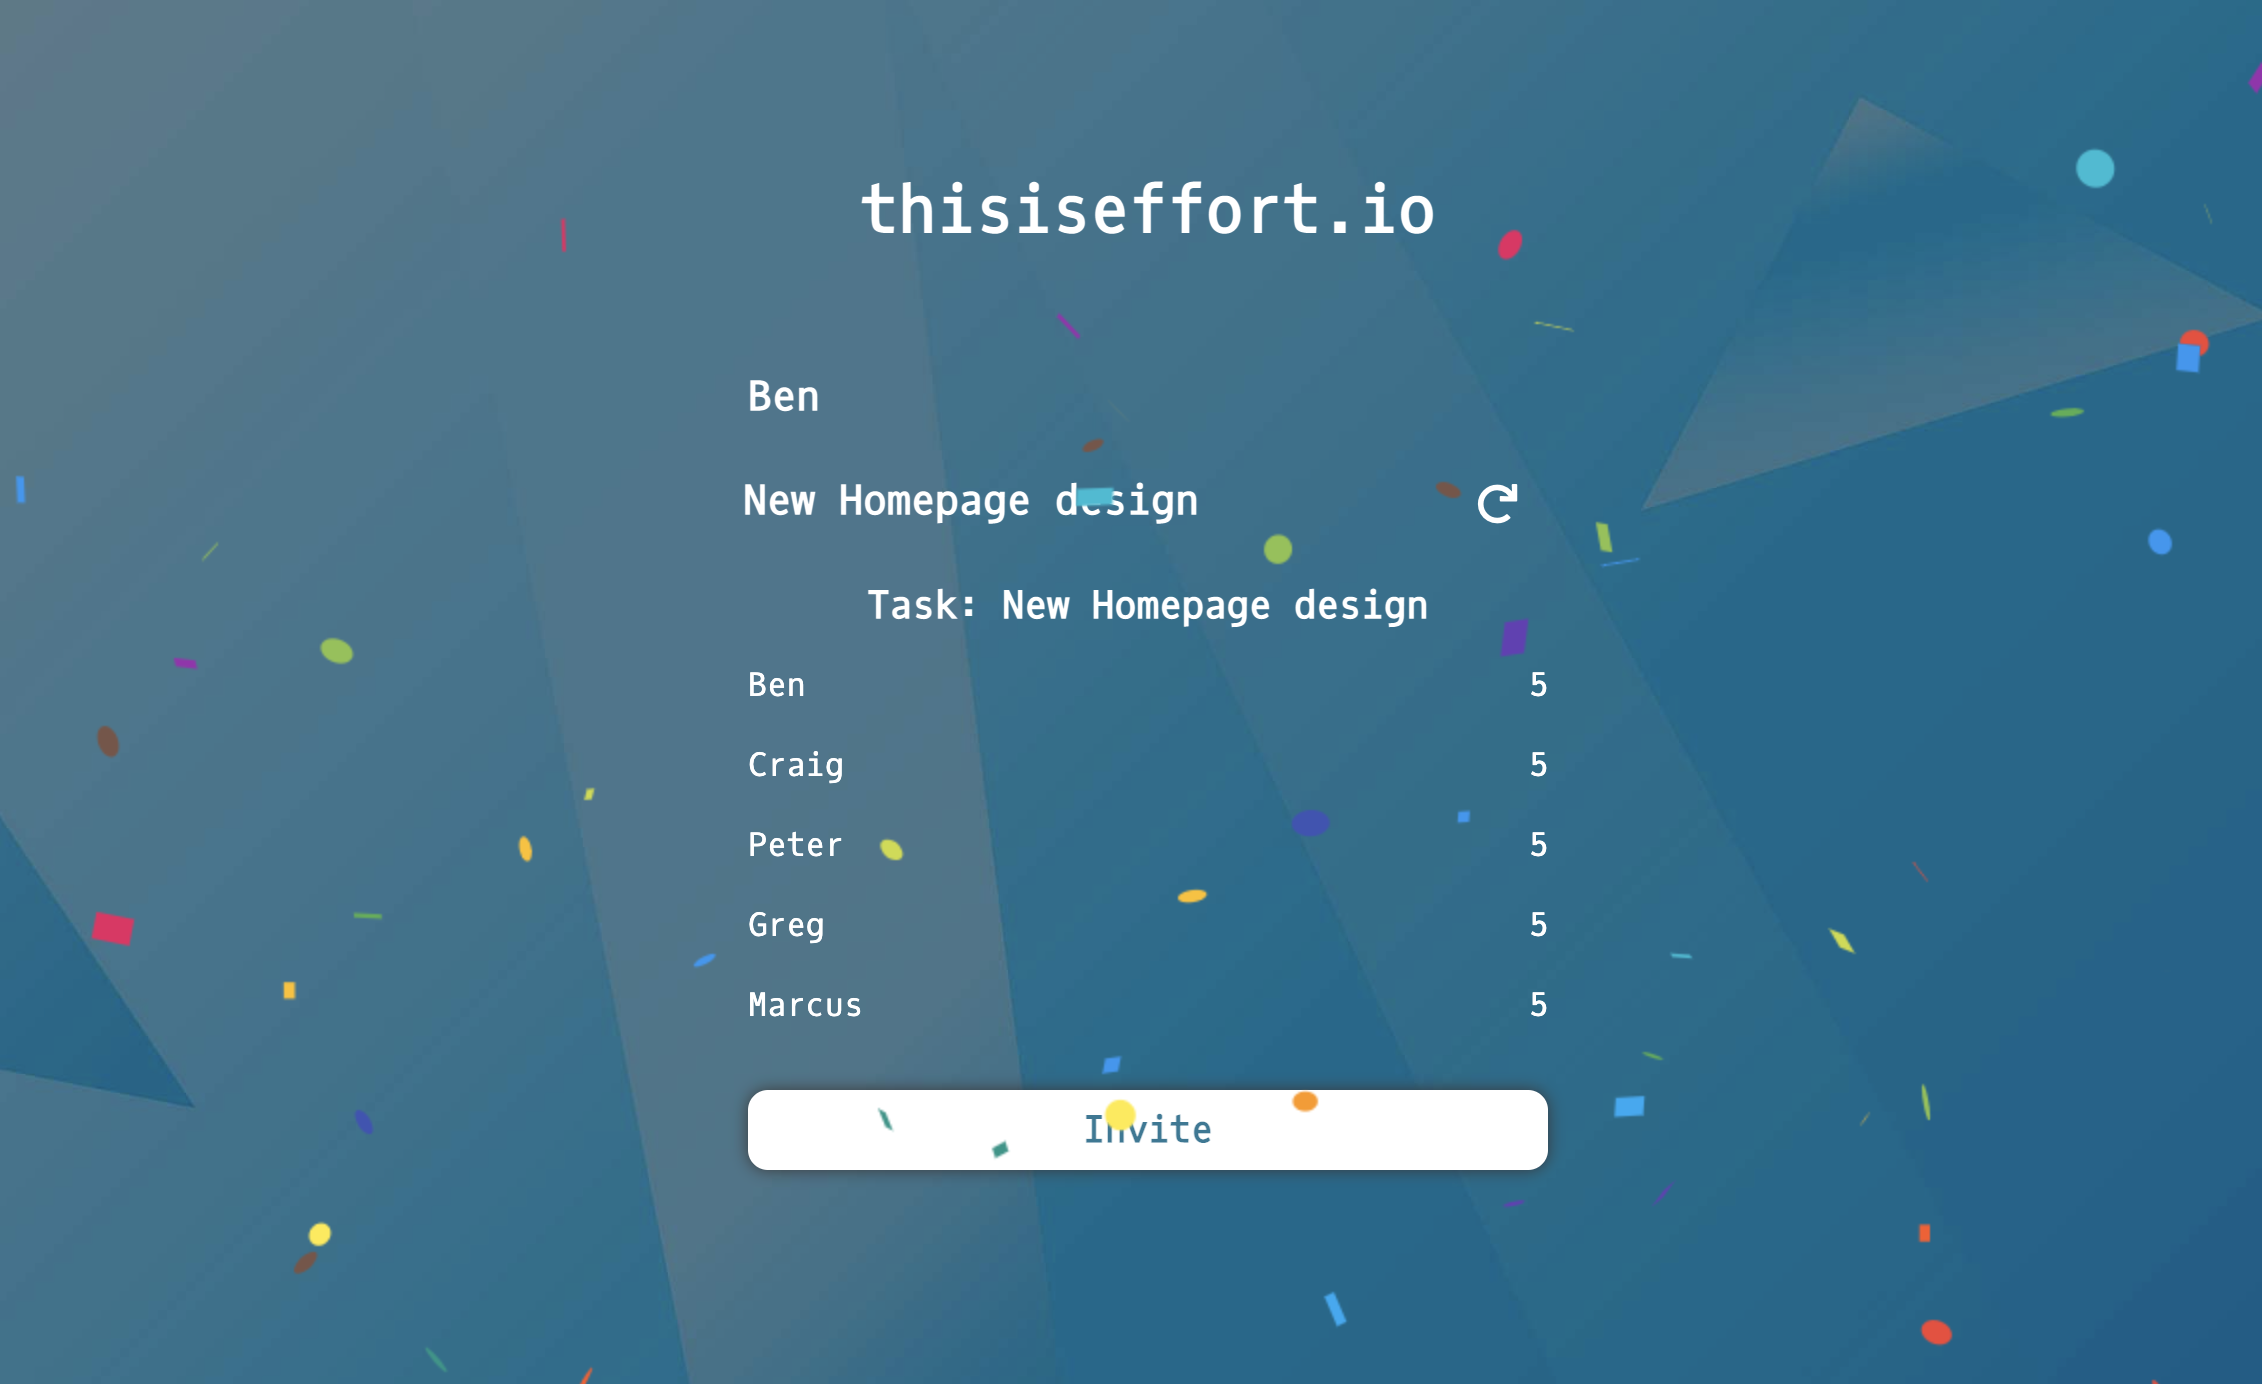 thisiseffort.io
Ben
New Homepage design
Task: New Homepage design
Ben 5
Craig 5
Peter 5
Greg 5
Marcus 5
Invite